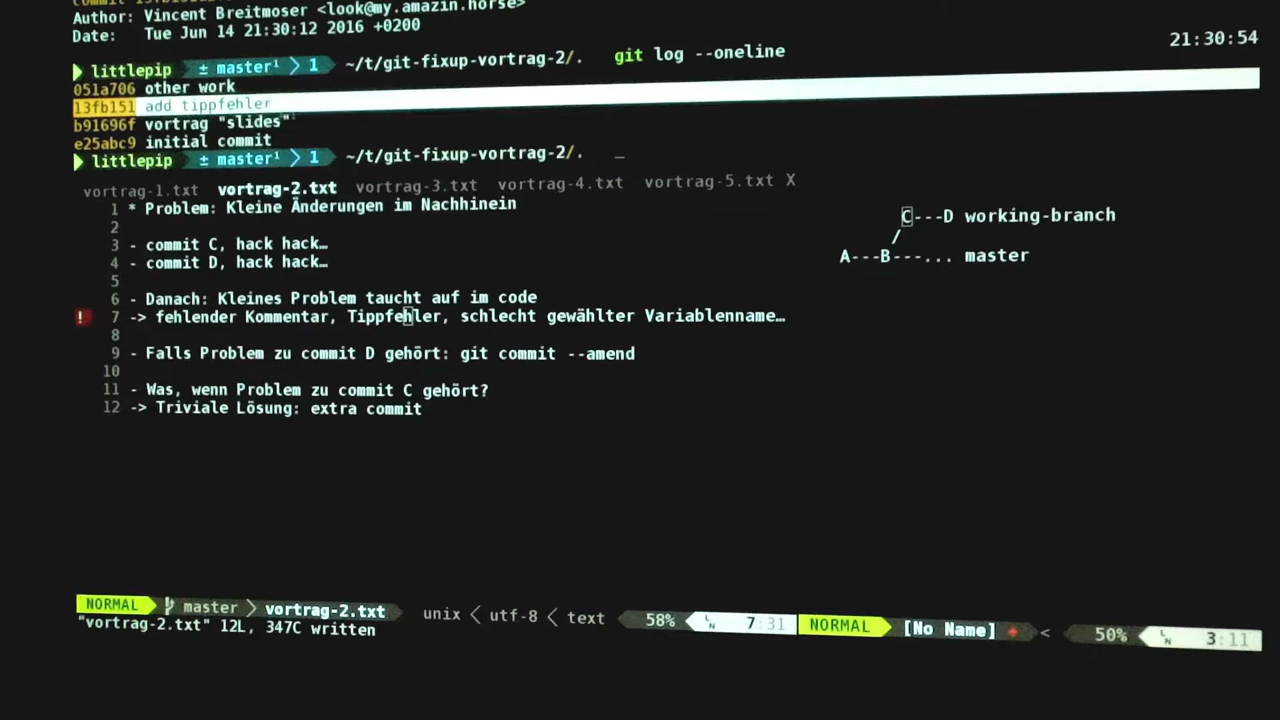 Author: Vincent Breitmoser <look@my.amazin.horse>
Date: Tue Jun 14 21:30:12 2016 +0200
21:30:54
littlepip ± master¹ 1 ~/t/git-fixup-vortrag-2/. git log --oneline
051a706 other work
13fb151 add tippfehler
b91696f vortrag "slides"
e25abc9 initial commit
littlepip ± master¹ 1 ~/t/git-fixup-vortrag-2/. _
vortrag-1.txt vortrag-2.txt vortrag-3.txt vortrag-4.txt vortrag-5.txt X
1 * Problem: Kleine Änderungen im Nachhinein
2
3 - commit C, hack hack…
4 - commit D, hack hack…
5
6 - Danach: Kleines Problem taucht auf im code
! 7 -> fehlender Kommentar, Tippfehler, schlecht gewählter Variablenname…
8
9 - Falls Problem zu commit D gehört: git commit --amend
10
11 - Was, wenn Problem zu commit C gehört?
12 -> Triviale Lösung: extra commit
C---D working-branch
/
A---B---... master
NORMAL master vortrag-2.txt unix < utf-8 < text 58% LN 7:31
"vortrag-2.txt" 12L, 347C written
NORMAL [No Name] < 50% LN 3:11